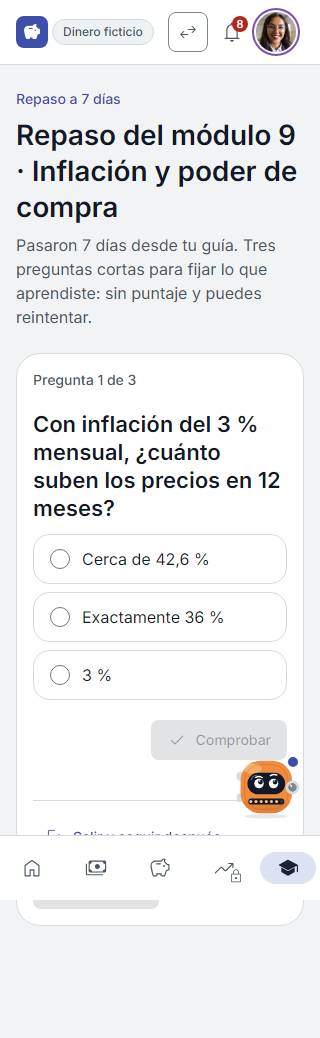 Dinero ficticio
8
Repaso a 7 días
Repaso del módulo 9
· Inflación y poder de
compra
Pasaron 7 días desde tu guía. Tres
preguntas cortas para fijar lo que
aprendiste: sin puntaje y puedes
reintentar.
Pregunta 1 de 3
Con inflación del 3 %
mensual, ¿cuánto
suben los precios en 12
meses?
Cerca de 42,6 %
Exactamente 36 %
3 %
Comprobar